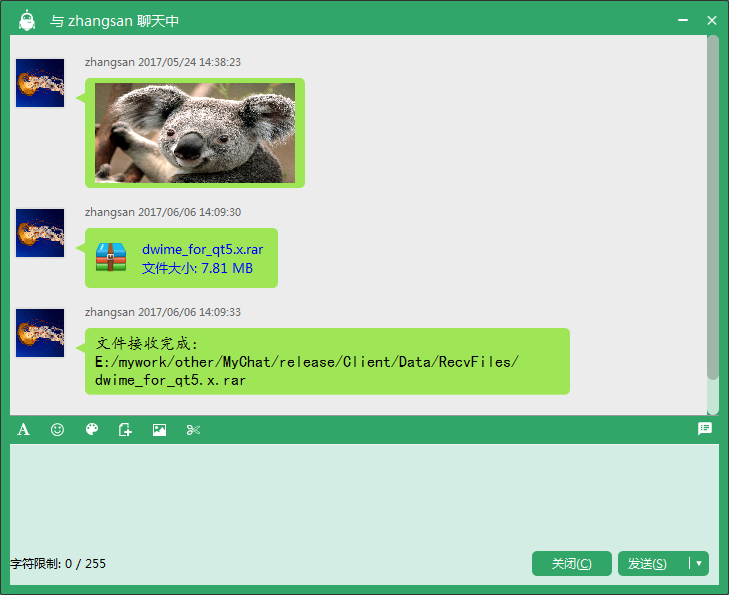 与 zhangsan 聊天中
zhangsan 2017/05/24 14:38:23
zhangsan 2017/06/06 14:09:30
dwime_for_qt5.x.rar
文件大小: 7.81 MB
zhangsan 2017/06/06 14:09:33
文件接收完成:
E:/mywork/other/MyChat/release/Client/Data/RecvFiles/
dwime_for_qt5.x.rar
字符限制: 0 / 255
关闭(C)
发送(S)